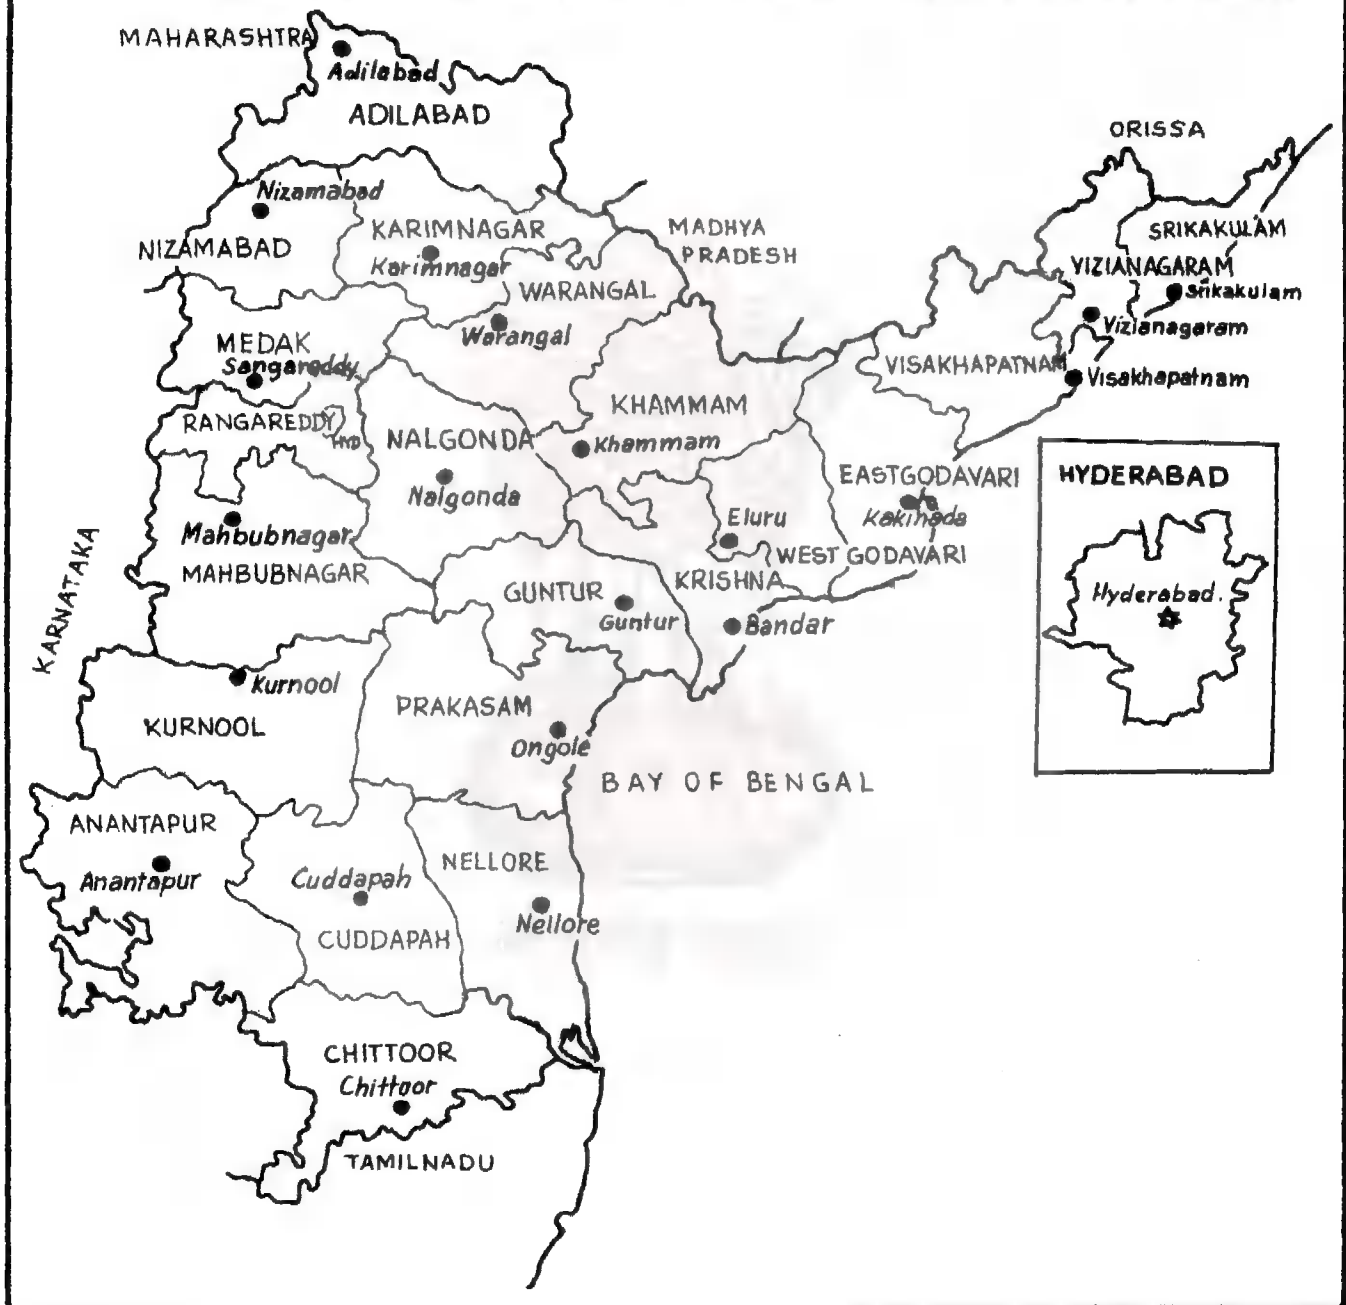 MAHARASHTRA
Adilabad
ADILABAD
ORISSA
Nizamabad
KARIMNAGAR
MADHYA
PRADESH
SRIKAKULAM
NIZAMABAD
Karimnagar
VIZIANAGARAM
WARANGAL
Srikakulam
Warangal
Vizianagaram
MEDAK
Sangareddy
VISAKHAPATNAM
Visakhapatnam
KHAMMAM
RANGAREDDY
HYD
NALGONDA
Khammam
Nalgonda
EASTGODAVARI
Kakinada
HYDERABAD
Hyderabad.
Eluru
Mahbubnagar
WEST GODAVARI
MAHBUBNAGAR
KRISHNA
GUNTUR
Guntur
Bandar
KARNATAKA
Kurnool
KURNOOL
PRAKASAM
Ongole
BAY OF BENGAL
ANANTAPUR
Anantapur
Cuddapah
CUDDAPAH
NELLORE
Nellore
CHITTOOR
Chittoor
TAMILNADU